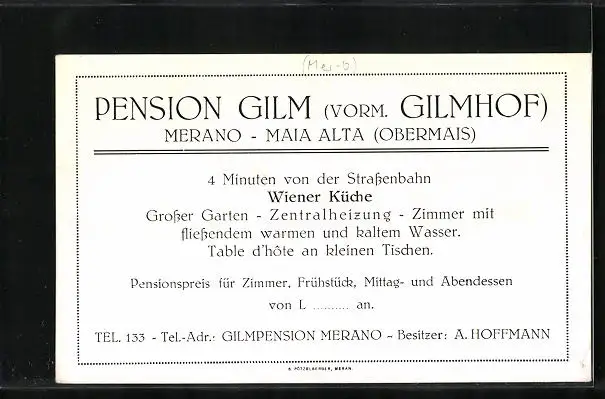 (Mer-b)
PENSION GILM (VORM. GILMHOF)
MERANO - MAIA ALTA (OBERMAIS)
4 Minuten von der Straßenbahn
Wiener Küche
Großer Garten - Zentralheizung - Zimmer mit
fließendem warmen und kaltem Wasser.
Table d'hôte an kleinen Tischen.
Pensionspreis für Zimmer, Frühstück, Mittag- und Abendessen
von L .......... an.
TEL. 133 - Tel.-Adr.: GILMPENSION MERANO - Besitzer: A. HOFFMANN
PÖTZELBERGER, MERAN.